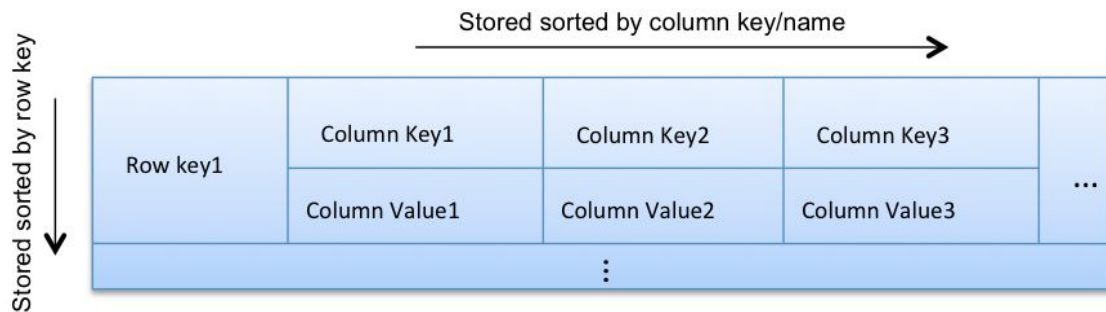 Stored sorted by column key/name
Stored sorted by row key
Row key1
Column Key1
Column Key2
Column Key3
...
Column Value1
Column Value2
Column Value3
⋮